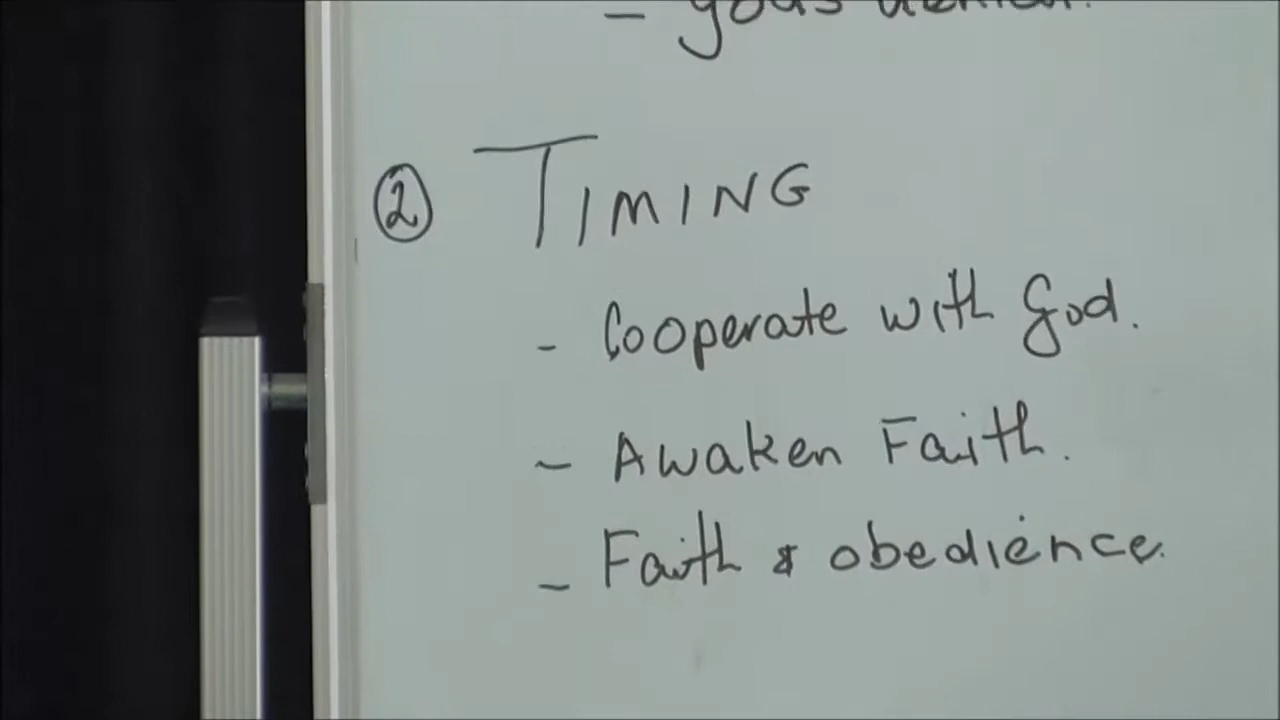 ② TIMING
- Cooperate with God.
- Awaken Faith.
- Faith & obedience.